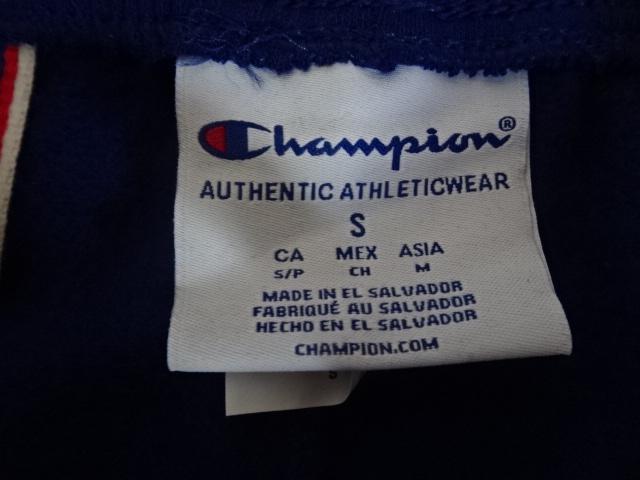 Champion®
AUTHENTIC ATHLETICWEAR
S
CA MEX ASIA
S/P CH M
MADE IN EL SALVADOR
FABRIQUÉ AU SALVADOR
HECHO EN EL SALVADOR
CHAMPION.COM
S